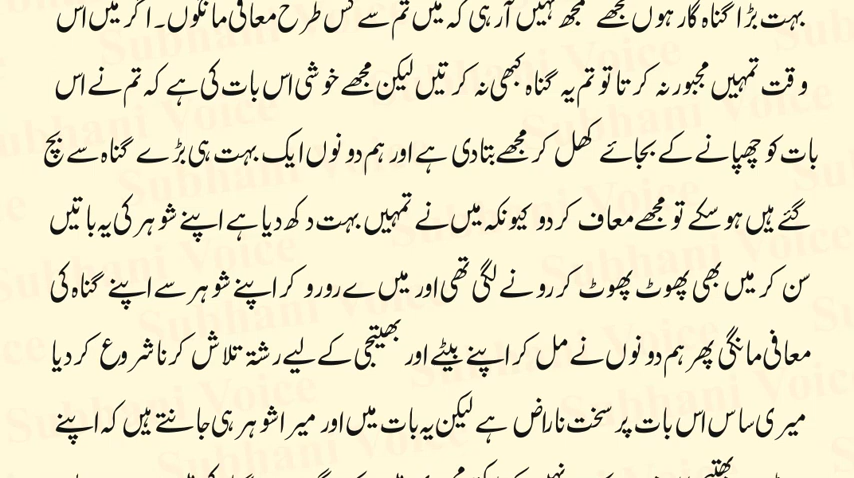 بہت بڑا گناہ گار ہوں مجھے سمجھ نہیں آرہی کہ میں تم سے کس طرح معافی مانگوں۔ اگر میں اس
وقت تمہیں مجبور نہ کرتا تو تم یہ گناہ کبھی نہ کرتیں لیکن مجھے خوشی اس بات کی ہے کہ تم نے اس
بات کو چھپانے کے بجائے کھل کر مجھے بتا دی ہے اور ہم دونوں ایک بہت ہی بڑے گناہ سے بچ
گئے ہیں ہو سکے تو مجھے معاف کر دو کیونکہ میں نے تمہیں بہت دکھ دیا ہے اپنے شوہر کی یہ باتیں
سن کر میں بھی پھوٹ پھوٹ کر رونے لگی تھی اور میں ے رو رو کر اپنے شوہر سے اپنے گناہ کی
معافی مانگی پھر ہم دونوں نے مل کر اپنے بیٹے اور بھیتجی کے لیے رشتہ تلاش کرنا شروع کر دیا
میری ساس اس بات پر سخت ناراض ہے لیکن یہ بات میں اور میرا شوہر ہی جانتے ہیں کہ اپنے
Subhani Voice